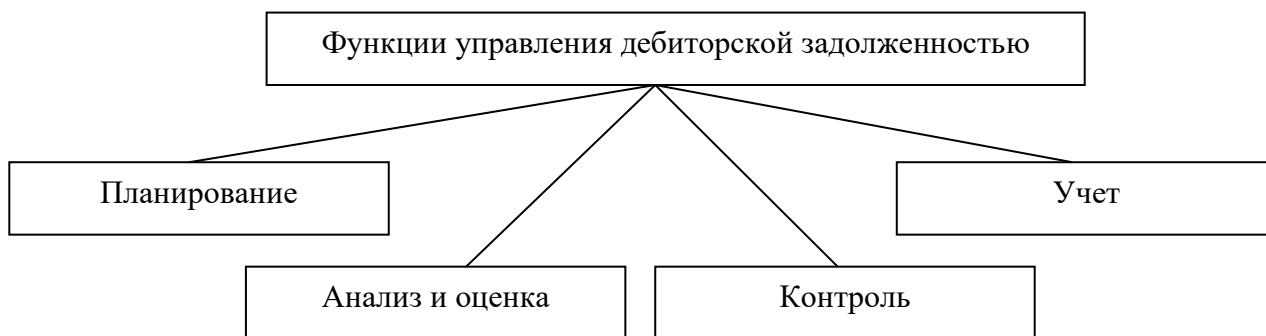 Функции управления дебиторской задолженностью
Планирование
Учет
Анализ и оценка
Контроль